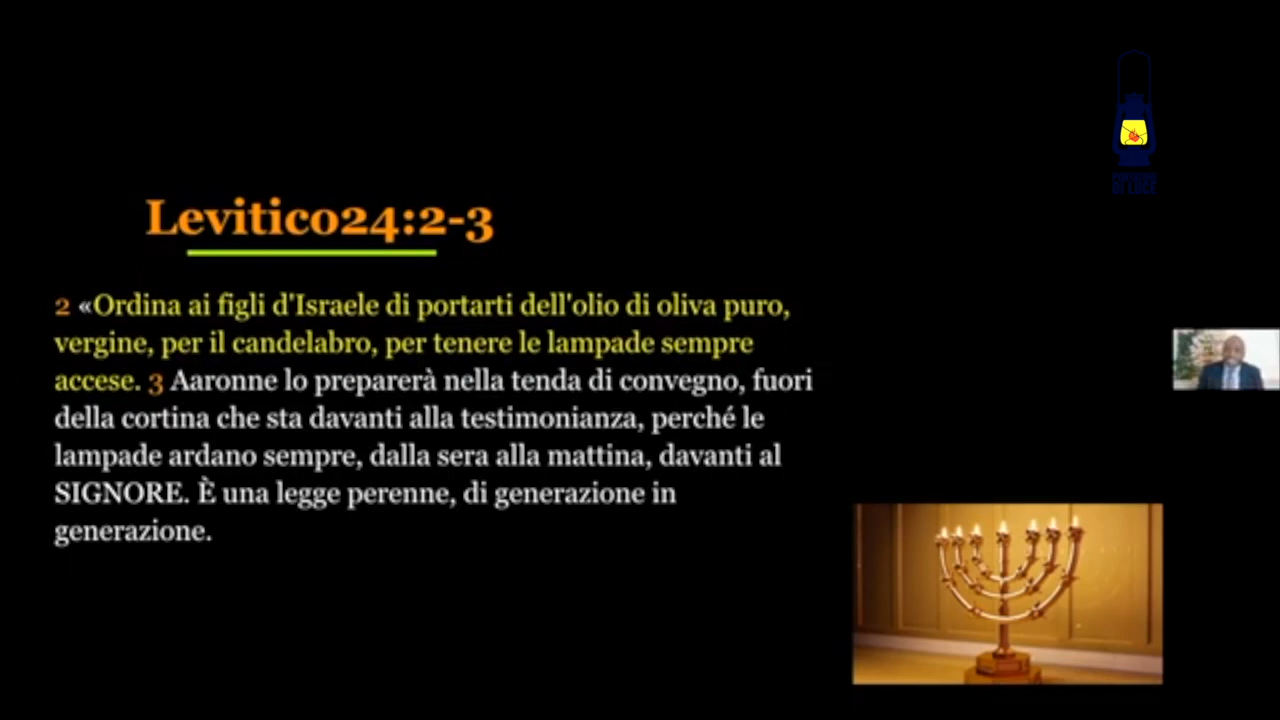 Levitico24:2-3
2 «Ordina ai figli d'Israele di portarti dell'olio di oliva puro,
vergine, per il candelabro, per tenere le lampade sempre
accese. 3 Aaronne lo preparerà nella tenda di convegno, fuori
della cortina che sta davanti alla testimonianza, perché le
lampade ardano sempre, dalla sera alla mattina, davanti al
SIGNORE. È una legge perenne, di generazione in
generazione.
DI LUCE